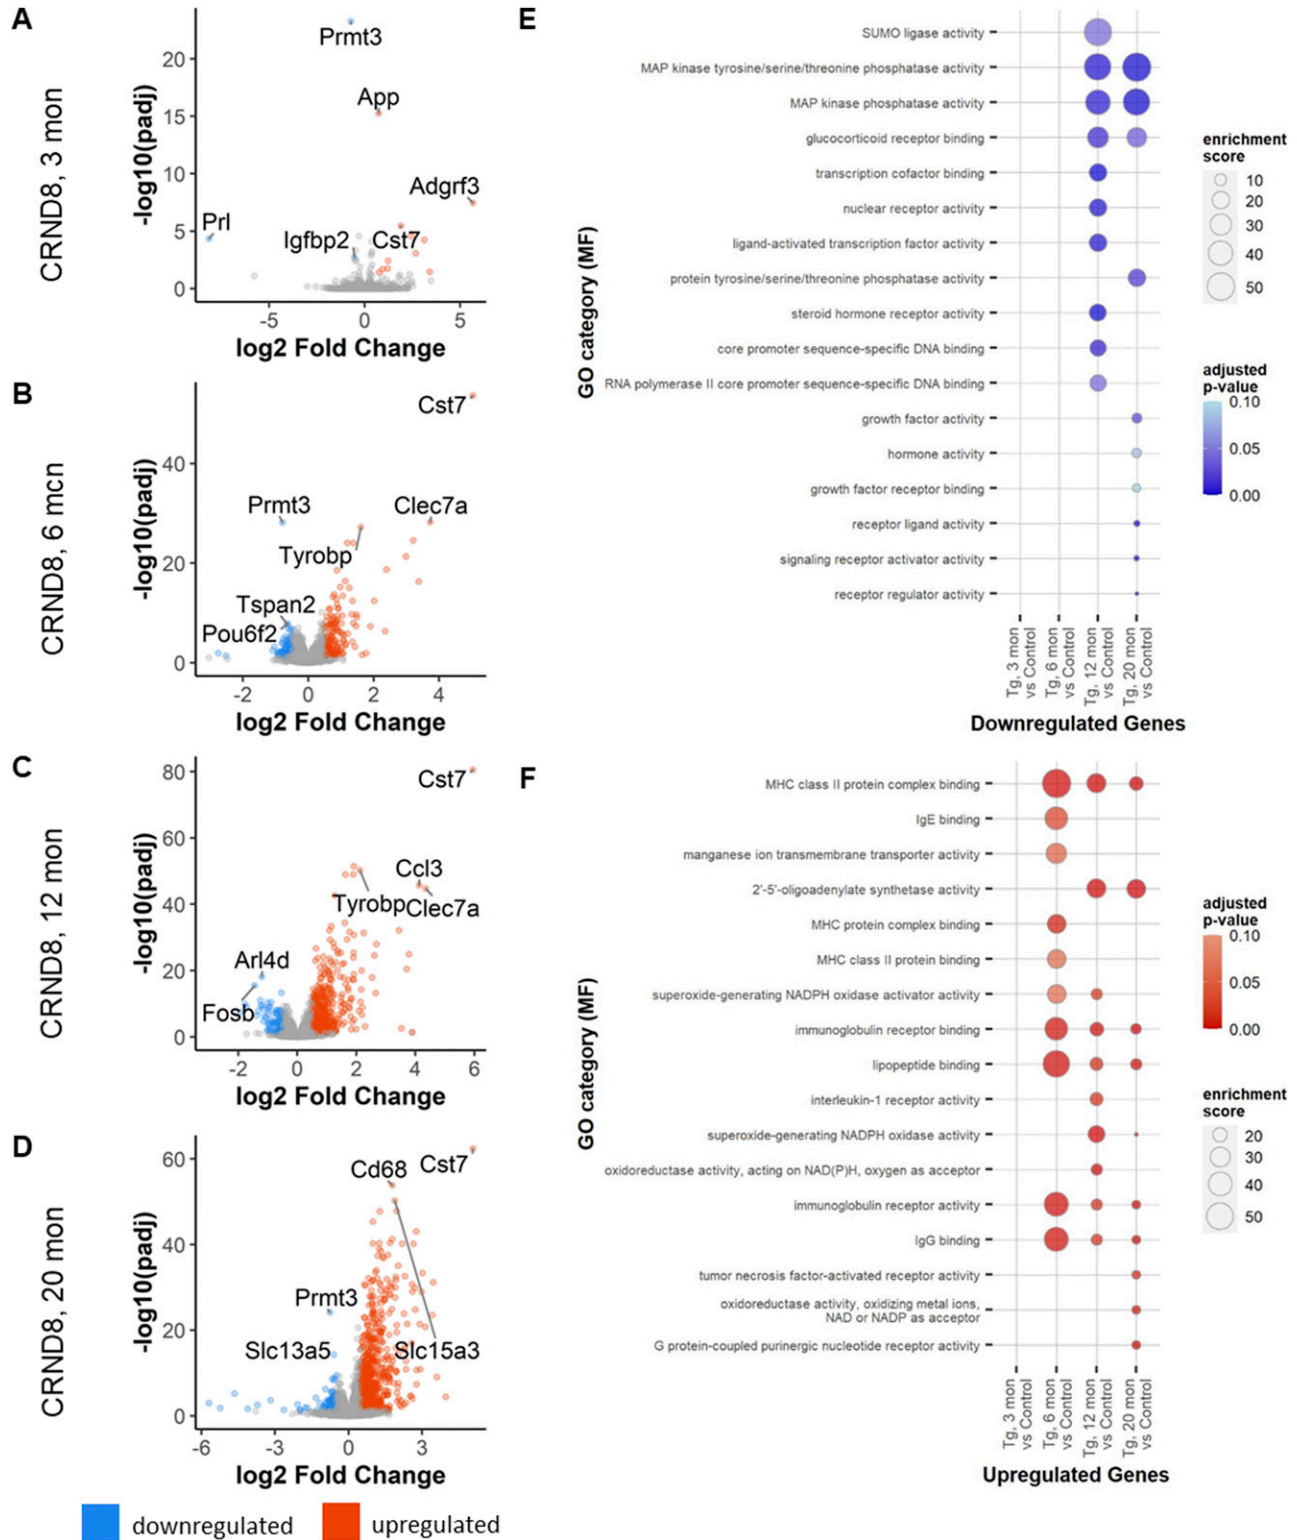 A
CRND8, 3 mon
-log10(padj)
20
15
10
5
0
Prmt3
App
Adgrf3
Prl
Igfbp2
Cst7
-5
0
5
log2 Fold Change
B
CRND8, 6 mcn
-log10(padj)
40
20
0
Cst7
Prmt3
Clec7a
Tyrobp
Tspan2
Pou6f2
-2
0
2
4
log2 Fold Change
C
CRND8, 12 mon
-log10(padj)
80
60
40
20
0
Cst7
Ccl3
Tyrobp
Clec7a
Arl4d
Fosb
-2
0
2
4
6
log2 Fold Change
D
CRND8, 20 mon
-log10(padj)
60
40
20
0
Cd68
Cst7
Prmt3
Slc13a5
Slc15a3
-6
-3
0
3
log2 Fold Change
downregulated
upregulated
E
GO category (MF)
SUMO ligase activity
MAP kinase tyrosine/serine/threonine phosphatase activity
MAP kinase phosphatase activity
glucocorticoid receptor binding
transcription cofactor binding
nuclear receptor activity
ligand-activated transcription factor activity
protein tyrosine/serine/threonine phosphatase activity
steroid hormone receptor activity
core promoter sequence-specific DNA binding
RNA polymerase II core promoter sequence-specific DNA binding
growth factor activity
hormone activity
growth factor receptor binding
receptor ligand activity
signaling receptor activator activity
receptor regulator activity
Tg, 3 mon
vs Control
Tg, 6 mon
vs Control
Tg, 12 mon
vs Control
Tg, 20 mon
vs Control
Downregulated Genes
enrichment
score
10
20
30
40
50
adjusted
p-value
0.10
0.05
0.00
F
GO category (MF)
MHC class II protein complex binding
IgE binding
manganese ion transmembrane transporter activity
2'-5'-oligoadenylate synthetase activity
MHC protein complex binding
MHC class II protein binding
superoxide-generating NADPH oxidase activator activity
immunoglobulin receptor binding
lipopeptide binding
interleukin-1 receptor activity
superoxide-generating NADPH oxidase activity
oxidoreductase activity, acting on NAD(P)H, oxygen as acceptor
immunoglobulin receptor activity
IgG binding
tumor necrosis factor-activated receptor activity
oxidoreductase activity, oxidizing metal ions,
NAD or NADP as acceptor
G protein-coupled purinergic nucleotide receptor activity
Tg, 3 mon
vs Control
Tg, 6 mon
vs Control
Tg, 12 mon
vs Control
Tg, 20 mon
vs Control
Upregulated Genes
adjusted
p-value
0.10
0.05
0.00
enrichment
score
20
30
40
50